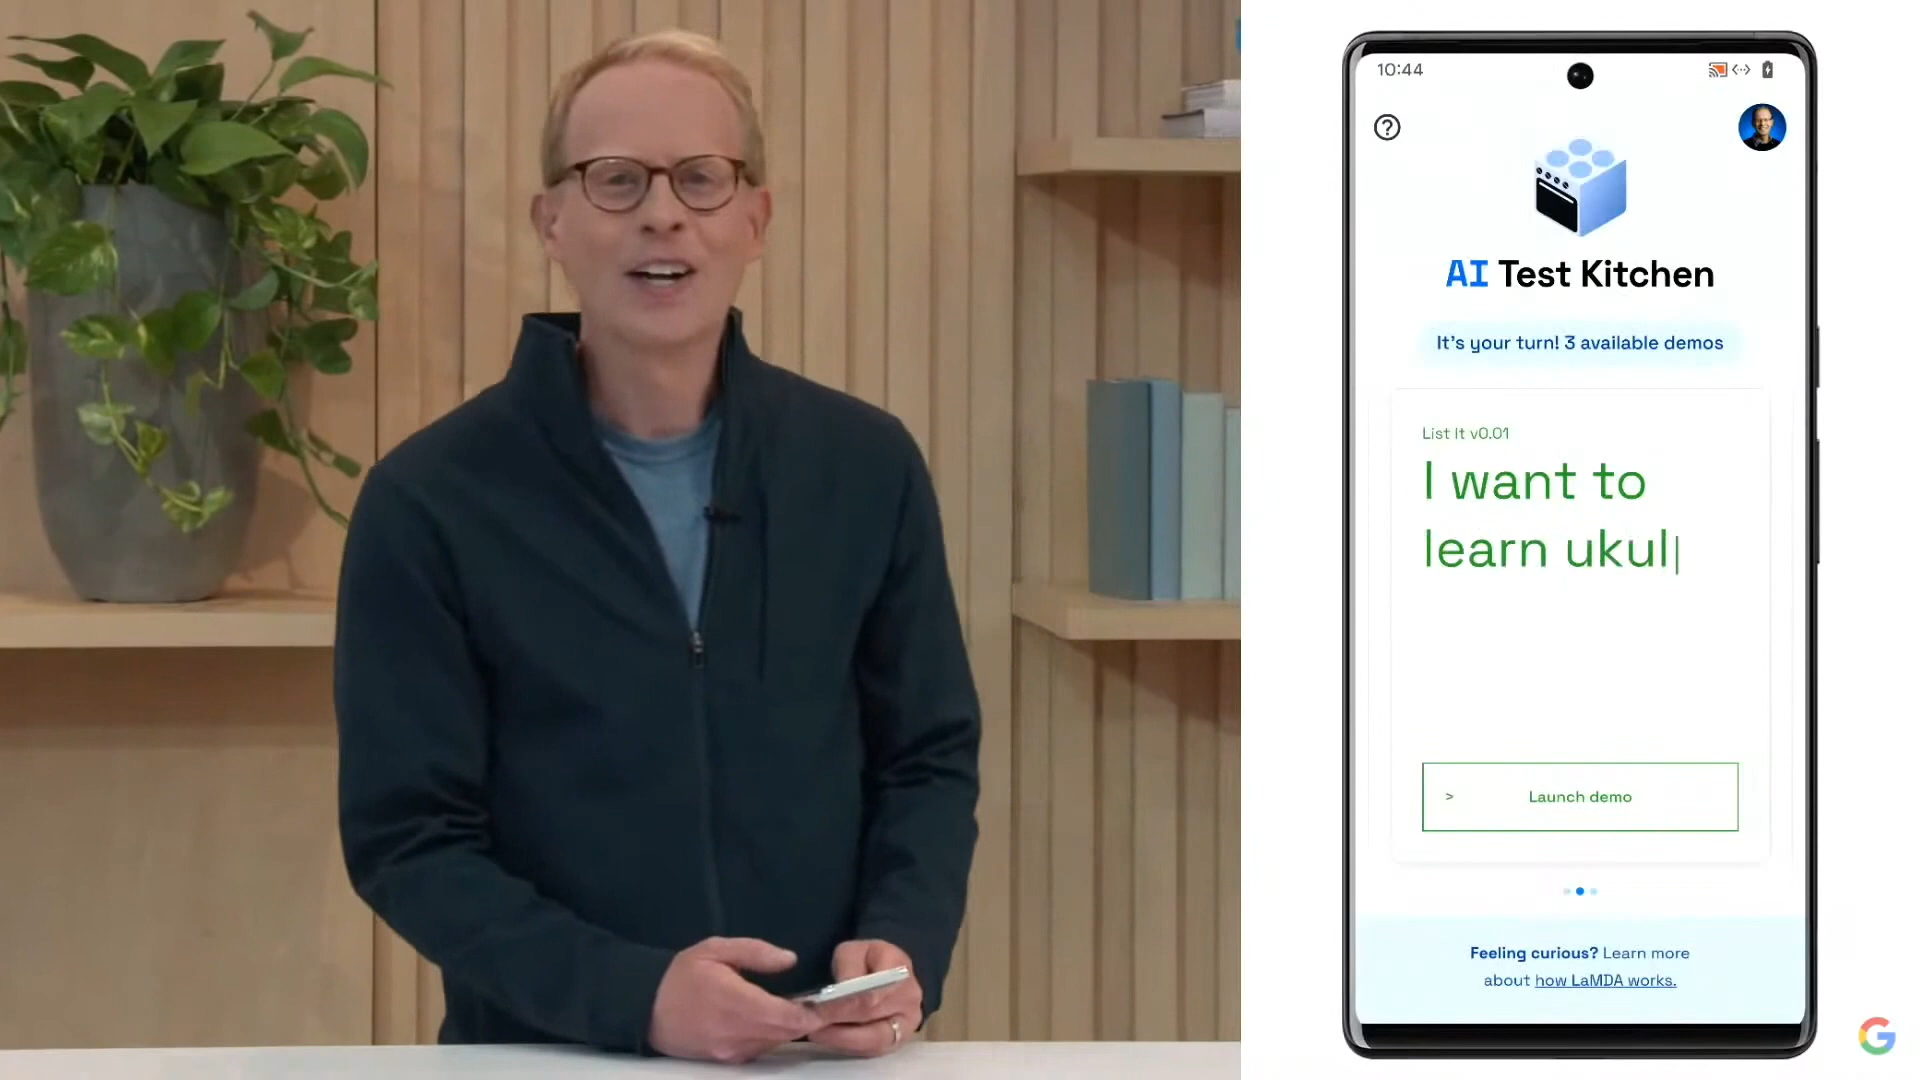 10:44
AI Test Kitchen
It's your turn! 3 available demos
List It v0.01
I want to
learn ukul
> Launch demo
Feeling curious? Learn more
about how LaMDA works.
G